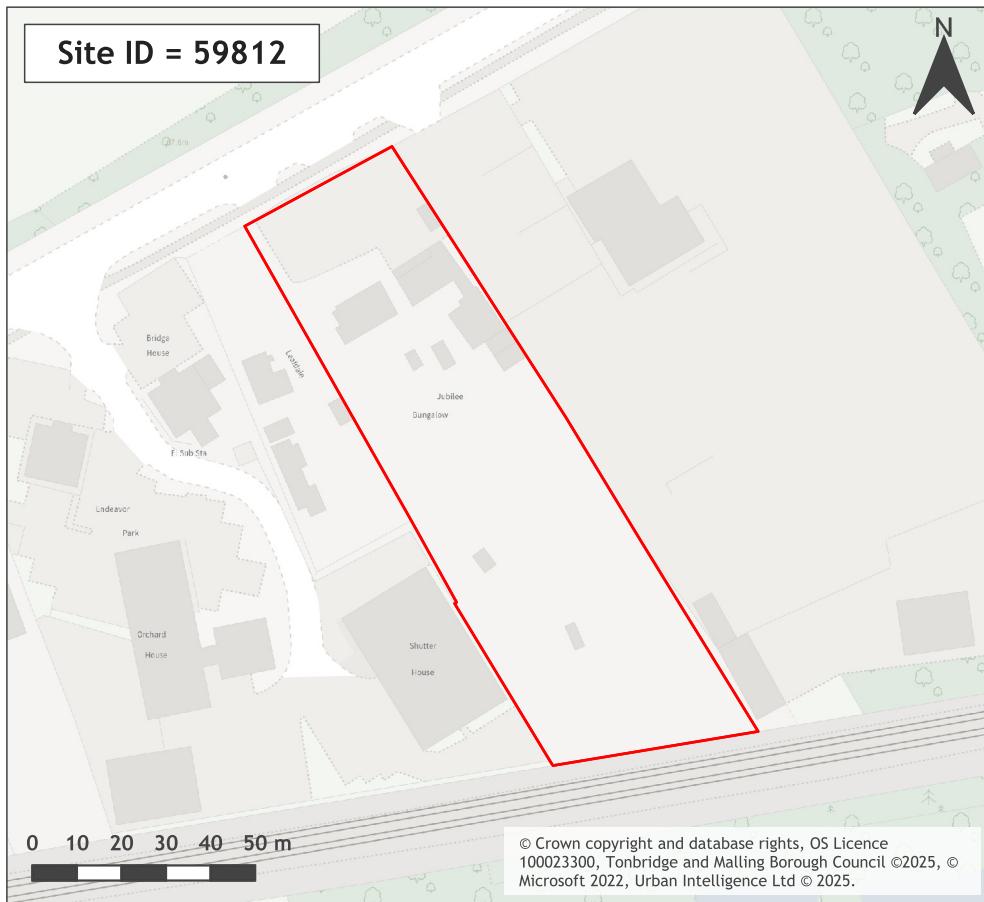 Site ID = 59812
N
Bridga
House
Leafdale
Jubilee
Bungalow
El Sub Sta
Endeavor
Park
Orchard
House
Shutter
House
0 10 20 30 40 50 m
© Crown copyright and database rights, OS Licence
100023300, Tonbridge and Malling Borough Council ©2025, ©
Microsoft 2022, Urban Intelligence Ltd © 2025.